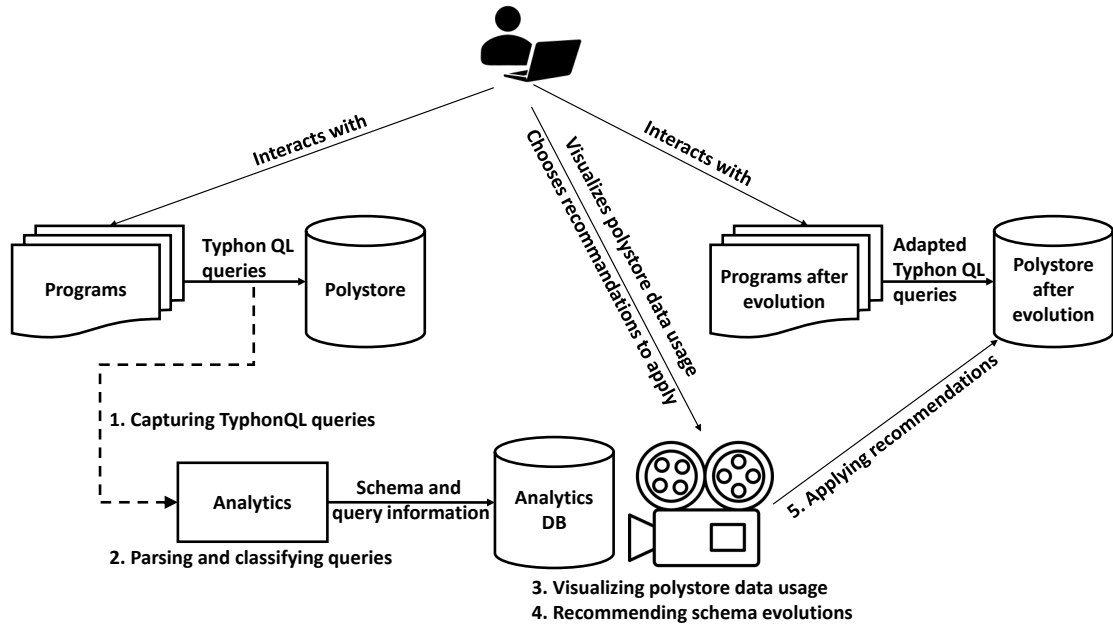 Interacts with
Visualizes polystore data usage
Chooses recommandations to apply
Interacts with
Programs
Typhon QL
queries
Polystore
Programs after
evolution
Adapted
Typhon QL
queries
Polystore
after
evolution
1. Capturing TyphonQL queries
Analytics
Schema and
query information
Analytics
DB
5. Applying recommendations
2. Parsing and classifying queries
3. Visualizing polystore data usage
4. Recommending schema evolutions